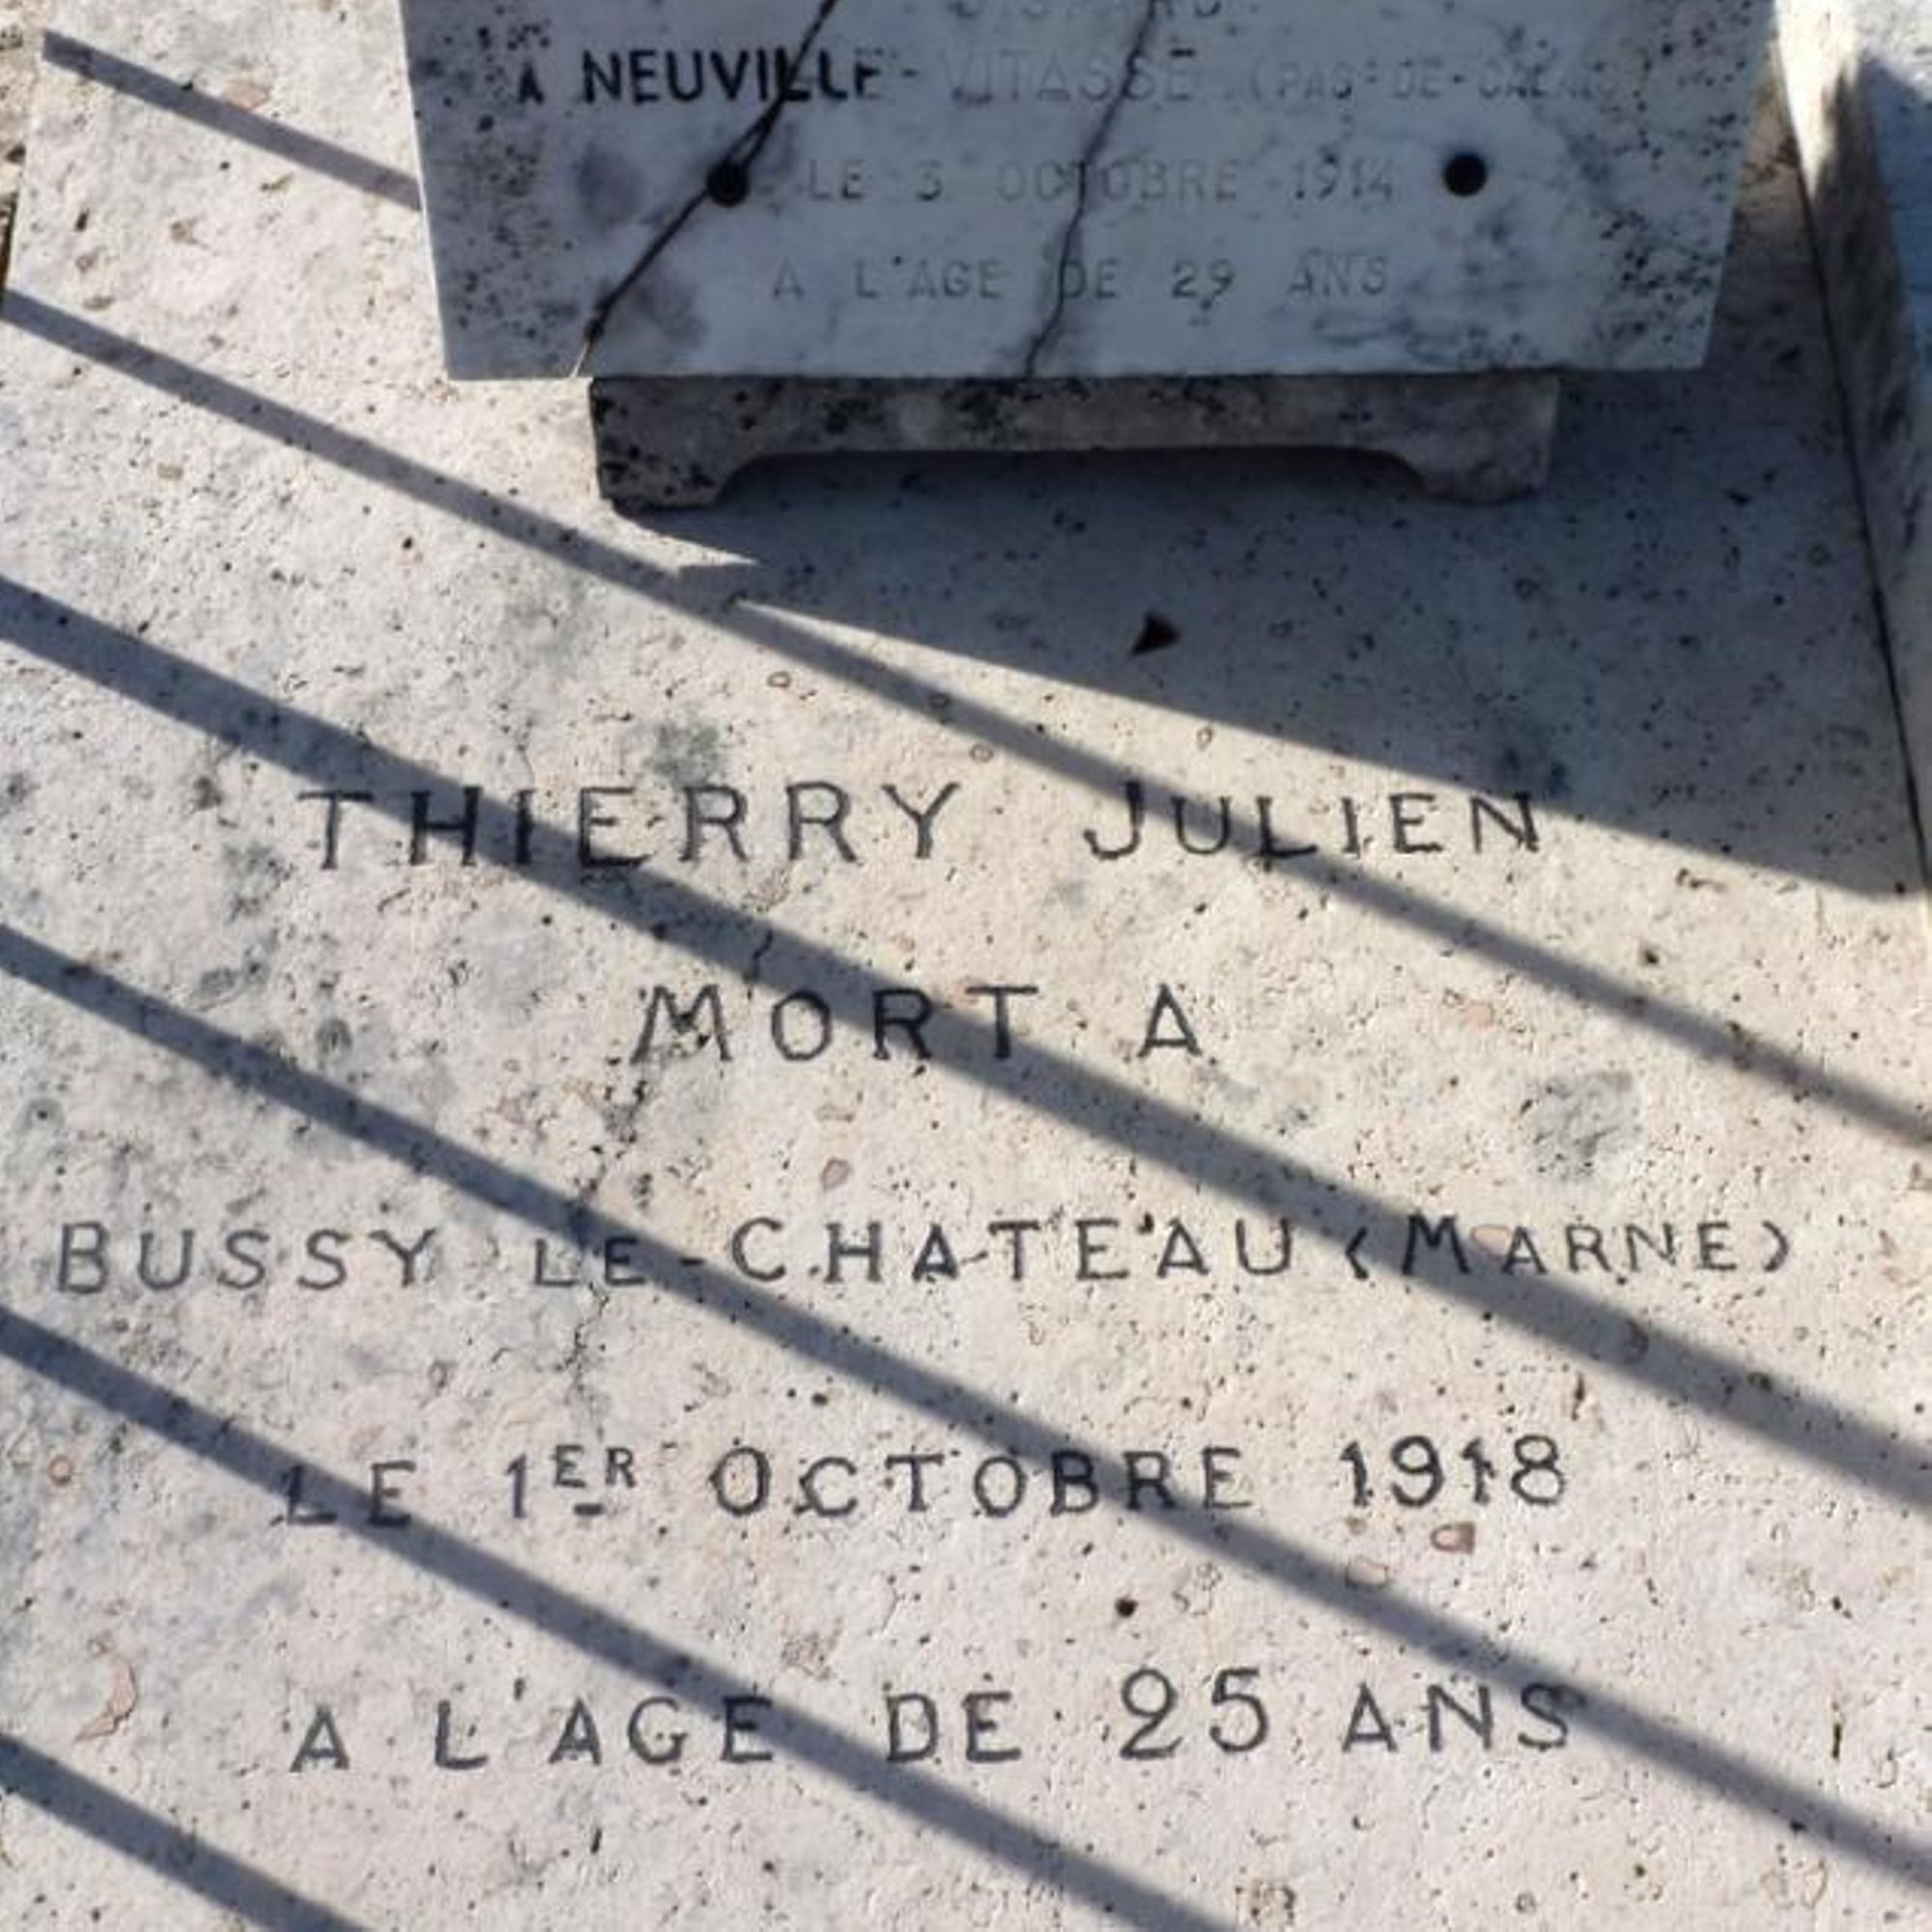 DISPARU
A NEUVILLE-VITASSE (PAS-DE-CALAIS)
LE 3 OCTOBRE 1914
A L'AGE DE 29 ANS
THIERRY JULIEN
MORT A
BUSSY LE-CHATEAU (MARNE)
LE 1ER OCTOBRE 1918
A L'AGE DE 25 ANS